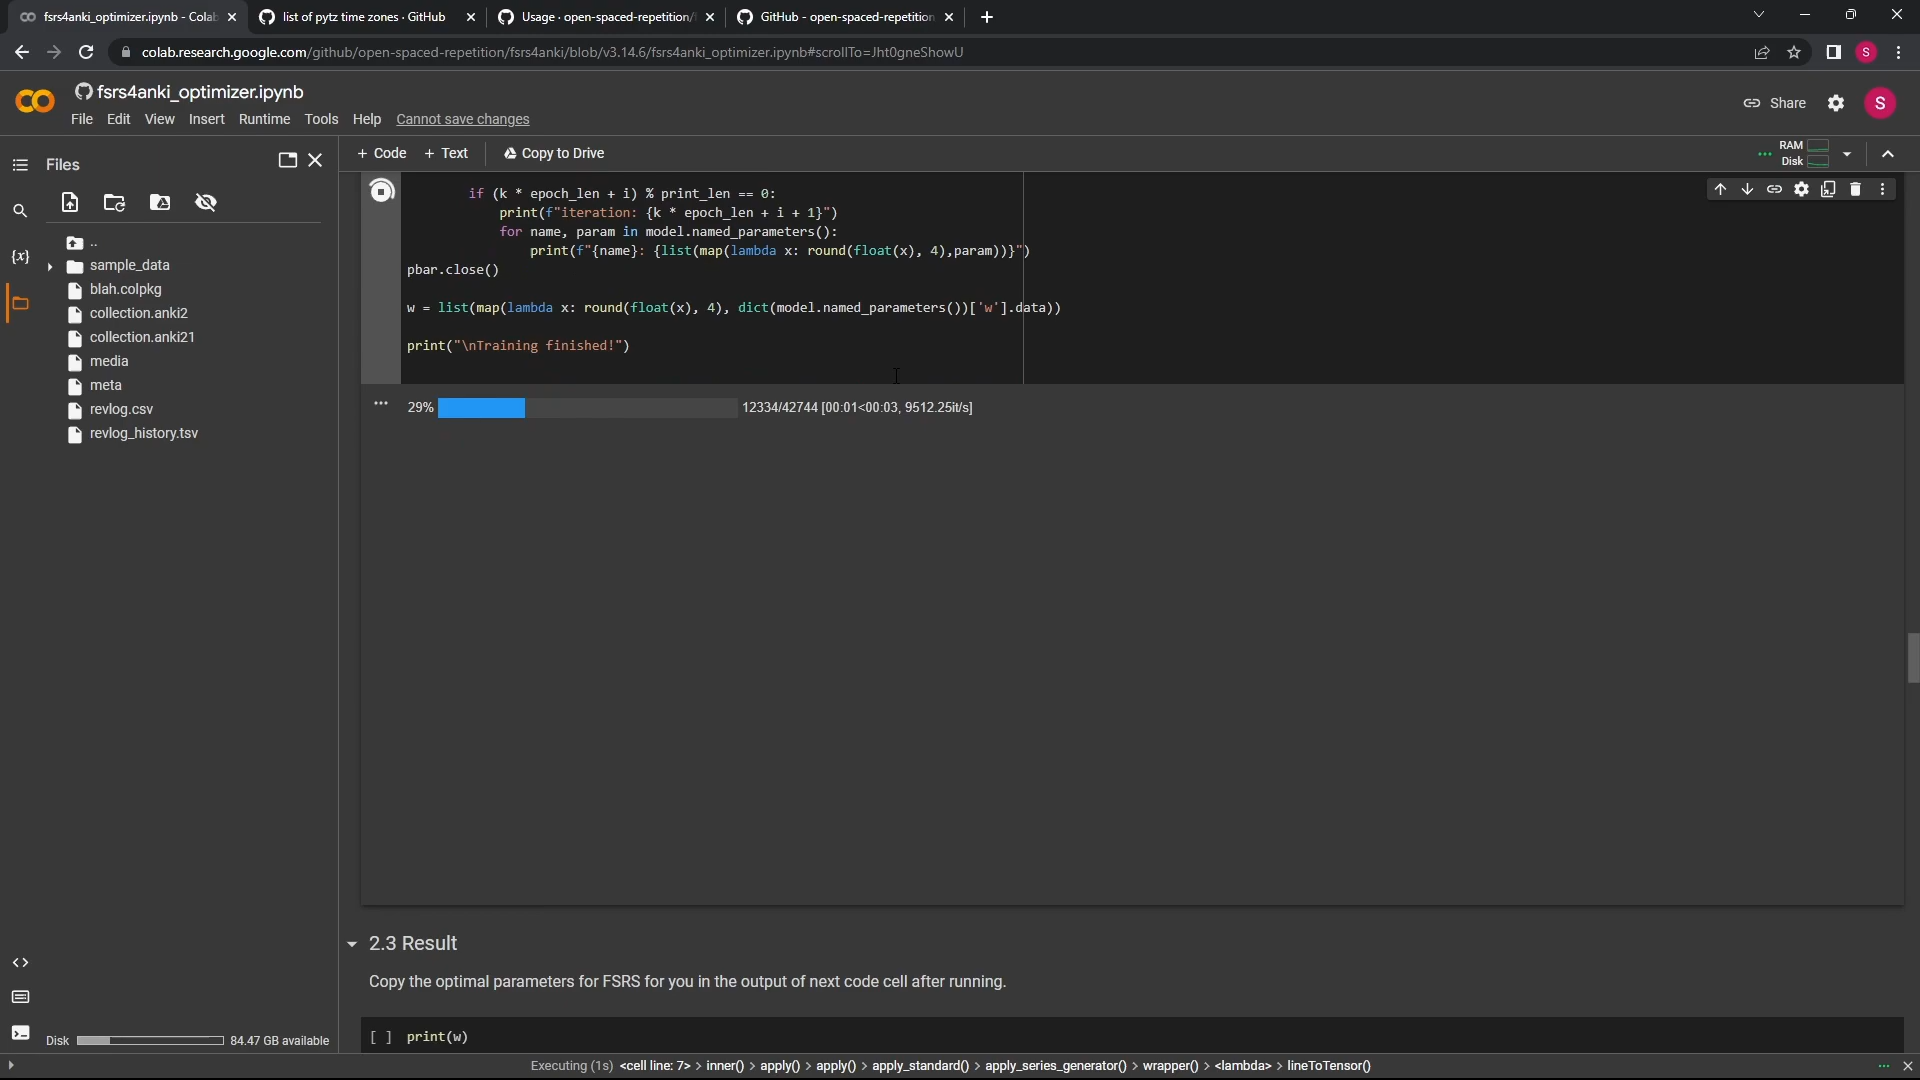 fsrs4anki_optimizer.ipynb - Colab
list of pytz time zones · GitHub
Usage · open-spaced-repetition/
GitHub - open-spaced-repetition
colab.research.google.com/github/open-spaced-repetition/fsrs4anki/blob/v3.14.6/fsrs4anki_optimizer.ipynb#scrollTo=Jht0gneShowU
S
fsrs4anki_optimizer.ipynb
File Edit View Insert Runtime Tools Help Cannot save changes
Share
S
Files
+ Code + Text Copy to Drive
RAM
Disk
..
sample_data
blah.colpkg
collection.anki2
collection.anki21
media
meta
revlog.csv
revlog_history.tsv
{x}
if (k * epoch_len + i) % print_len == 0:
print(f"iteration: {k * epoch_len + i + 1}")
for name, param in model.named_parameters():
print(f"{name}: {list(map(lambda x: round(float(x), 4),param))}")
pbar.close()
w = list(map(lambda x: round(float(x), 4), dict(model.named_parameters())['w'].data))
print("\nTraining finished!")
29% 12334/42744 [00:01<00:03, 9512.25it/s]
2.3 Result
Copy the optimal parameters for FSRS for you in the output of next code cell after running.
[ ] print(w)
Disk 84.47 GB available
Executing (1s) <cell line: 7> > inner() > apply() > apply() > apply_standard() > apply_series_generator() > wrapper() > <lambda> > lineToTensor()